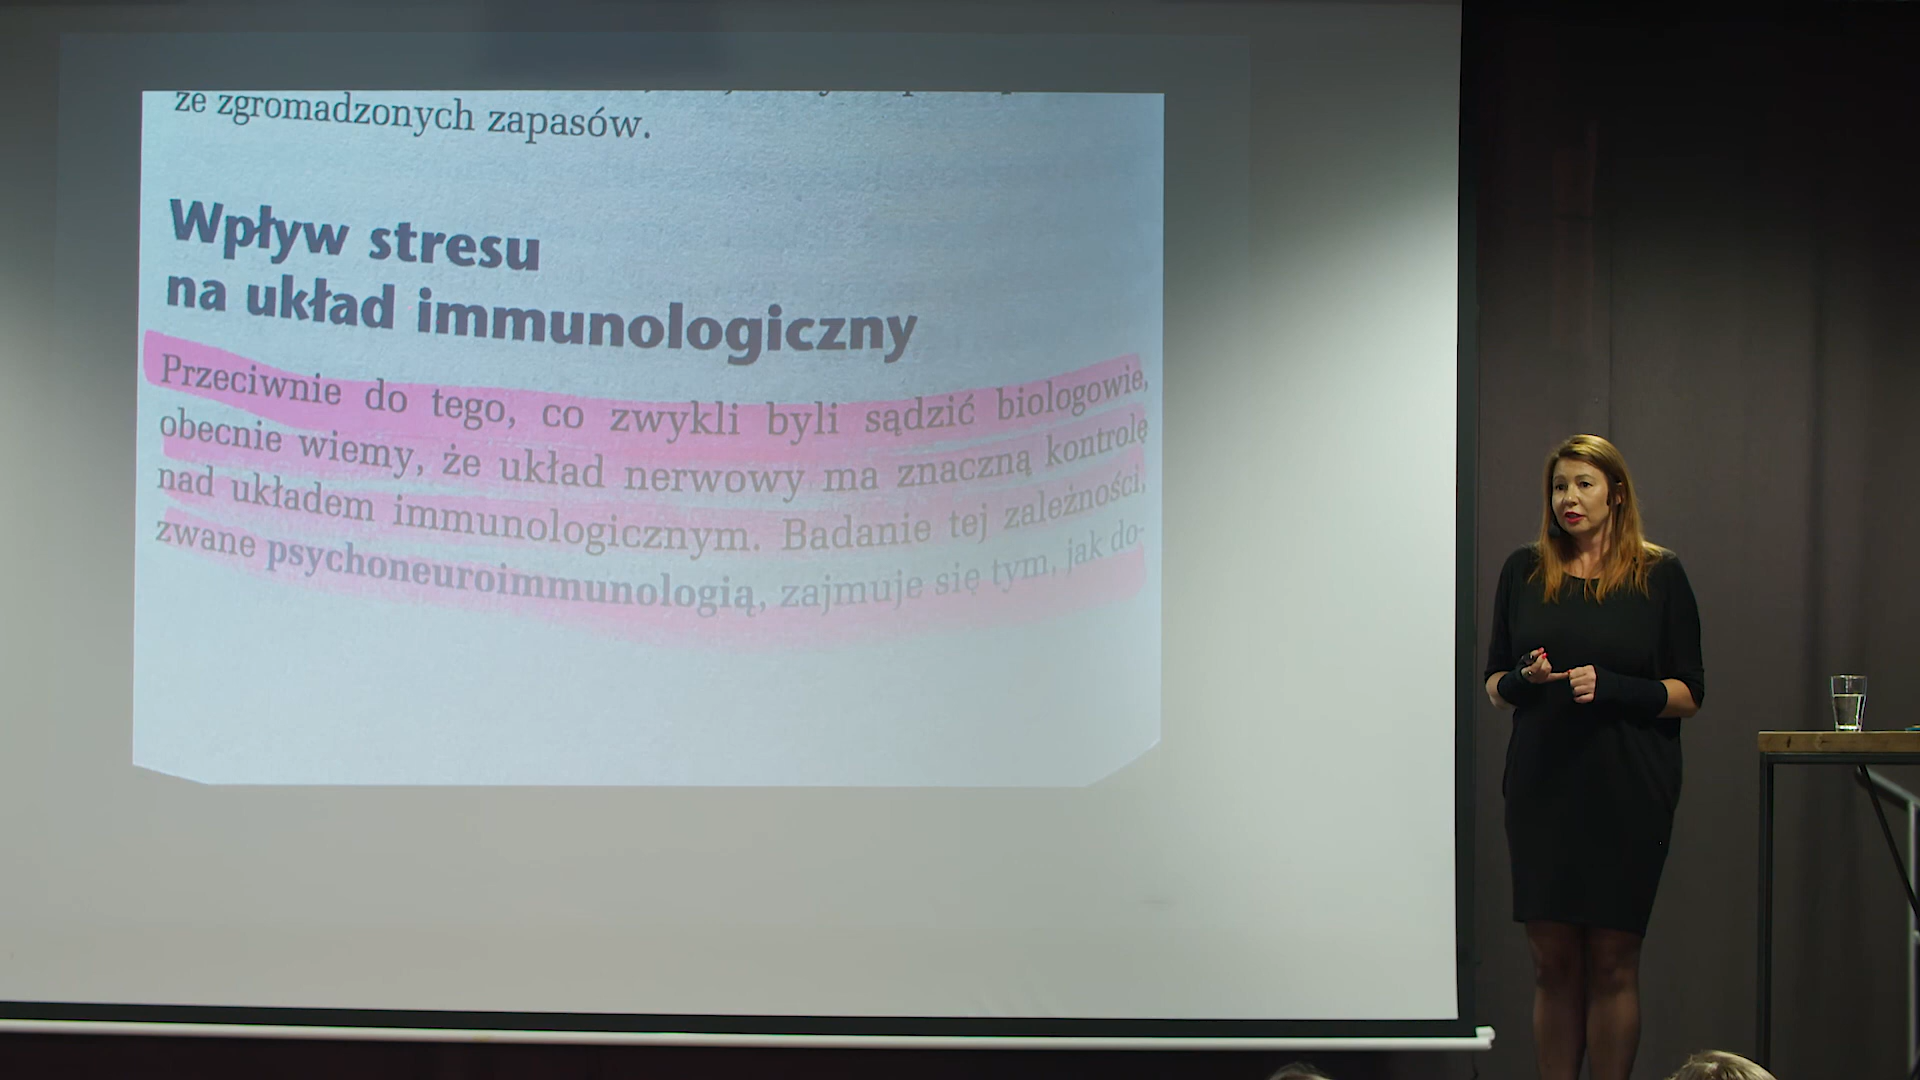 ze zgromadzonych zapasów.
Wpływ stresu
na układ immunologiczny
Przeciwnie do tego, co zwykli byli sądzić biologowie,
obecnie wiemy, że układ nerwowy ma znaczną kontrolę
nad układem immunologicznym. Badanie tej zależności,
zwane psychoneuroimmunologią, zajmuje się tym, jak do-